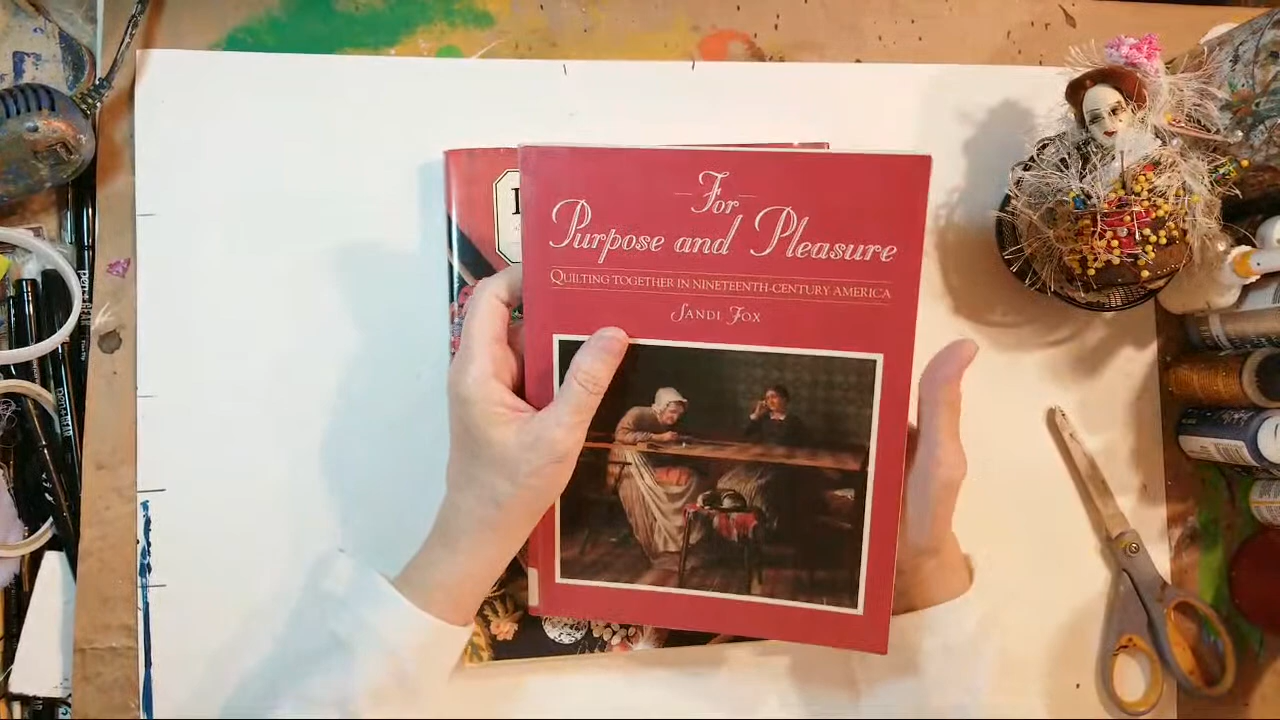 For
Purpose and Pleasure
QUILTING TOGETHER IN NINETEENTH-CENTURY AMERICA
SANDI FOX